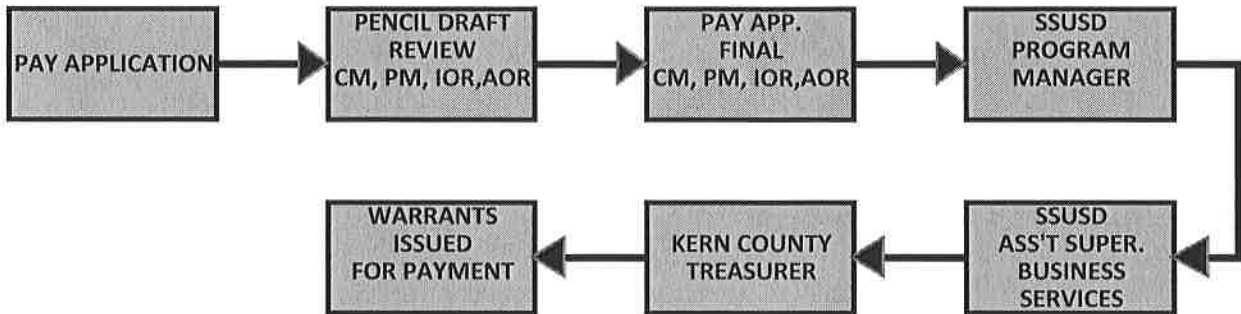 PAY APPLICATION
PENCIL DRAFT
REVIEW
CM, PM, IOR,AOR
PAY APP.
FINAL
CM, PM, IOR,AOR
SSUSD
PROGRAM
MANAGER
SSUSD
ASS'T SUPER.
BUSINESS
SERVICES
KERN COUNTY
TREASURER
WARRANTS
ISSUED
FOR PAYMENT